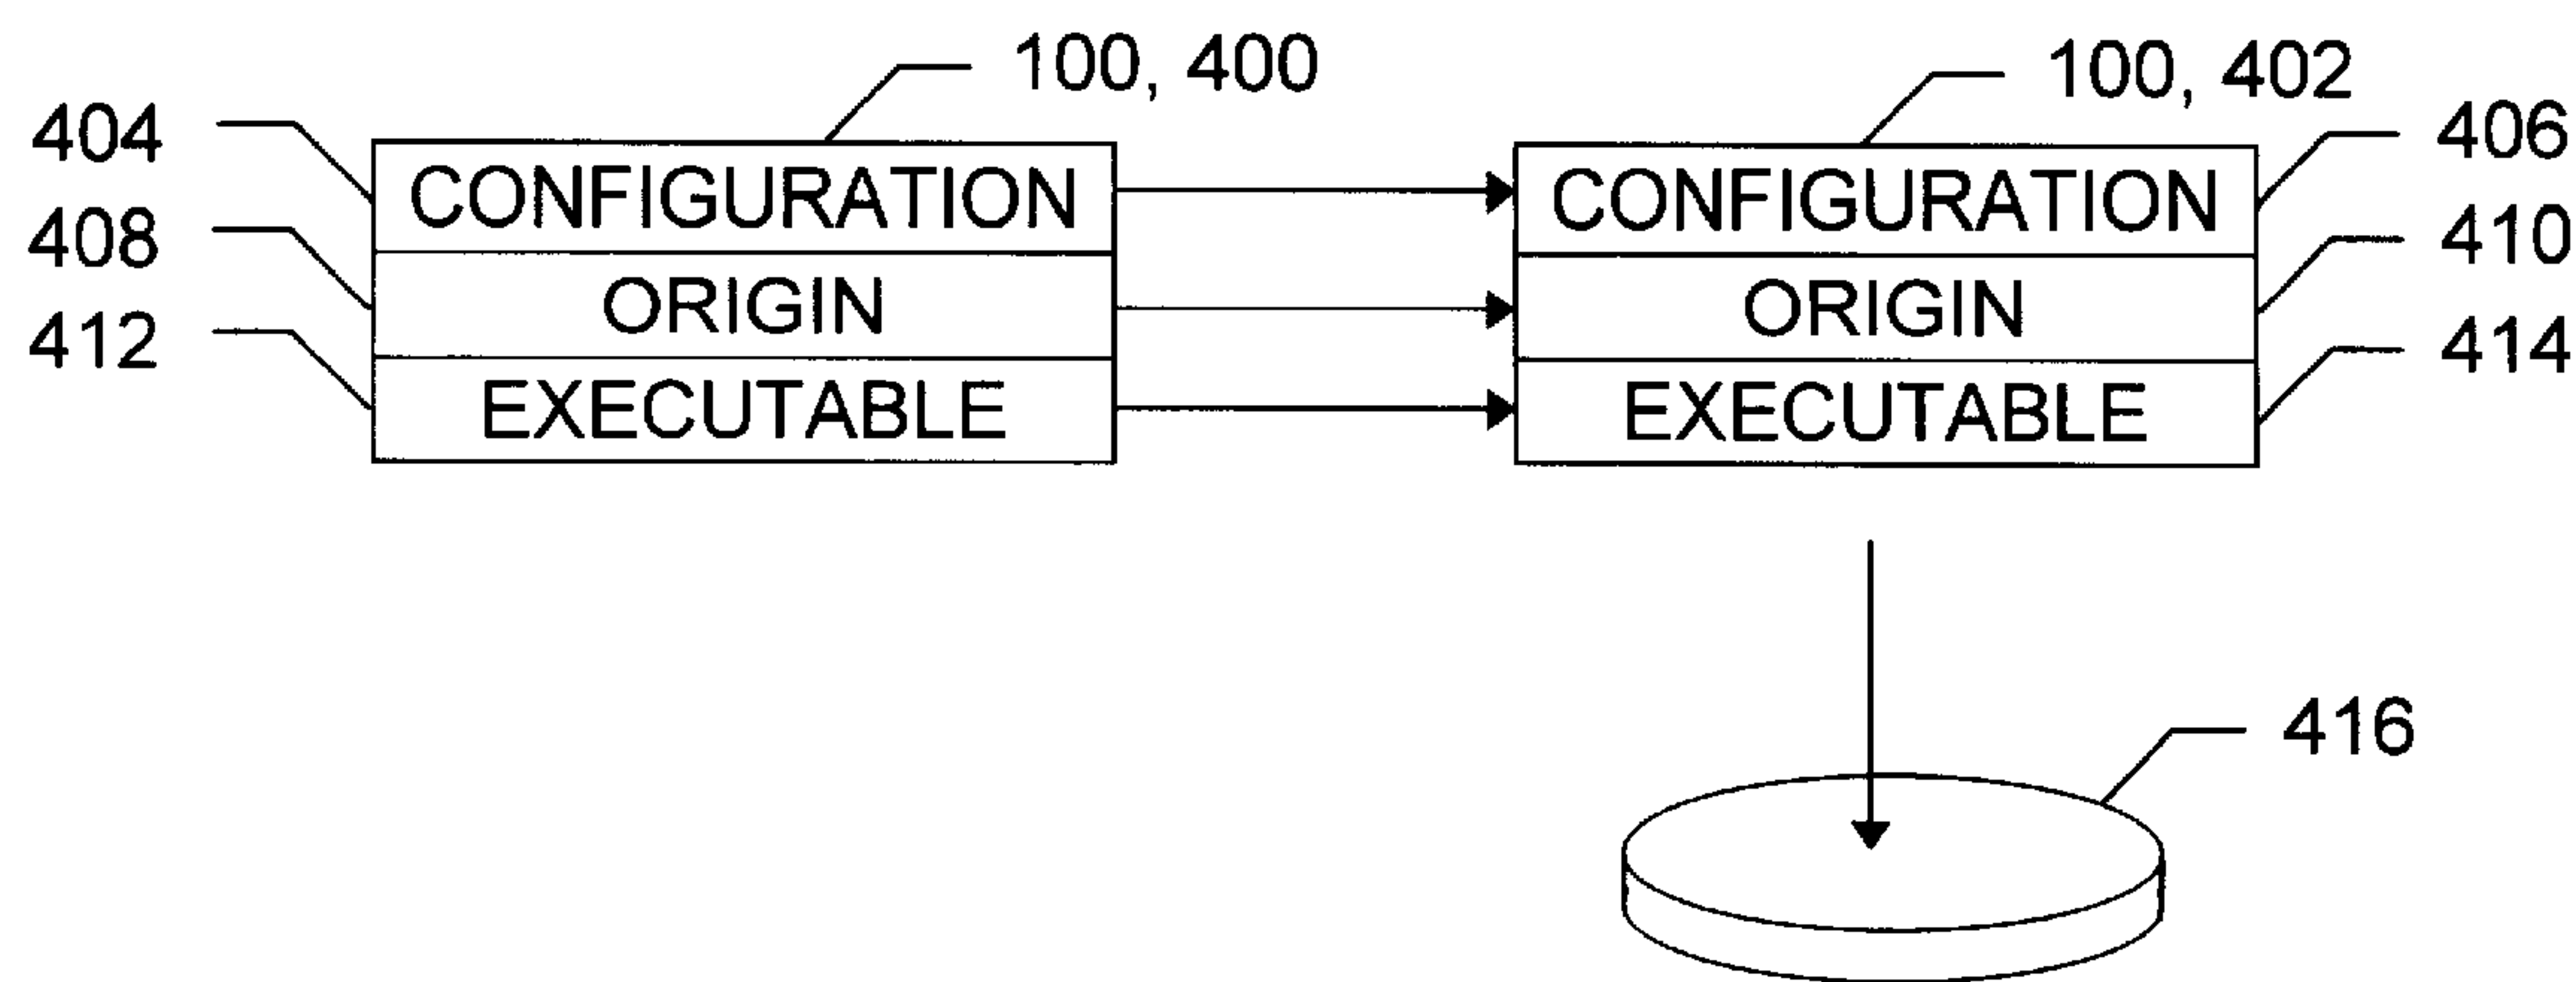 100, 400
100, 402
404
CONFIGURATION
CONFIGURATION
406
408
ORIGIN
ORIGIN
410
412
EXECUTABLE
EXECUTABLE
414
416